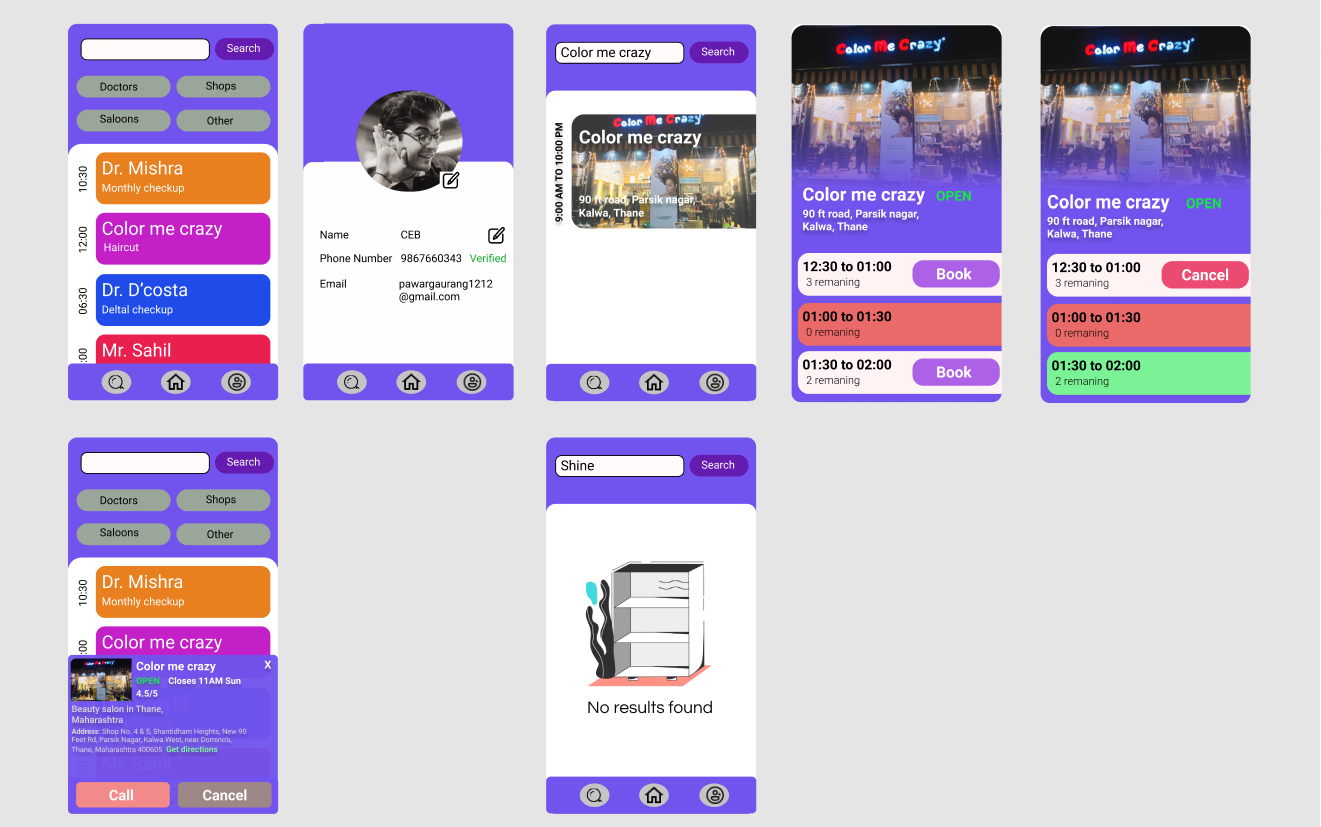 Search
Doctors
Shops
Saloons
Other
10:30
Dr. Mishra
Monthly checkup
12:00
Color me crazy
Haircut
06:30
Dr. D'costa
Deltal checkup
:00
Mr. Sahil
Name
CEB
Phone Number
9867660343
Verified
Email
pawargaurang1212
@gmail.com
Color me crazy
Search
9:00 AM TO 10:00 PM
Color Me Crazy
Color me crazy
90 ft road, Parsik nagar,
Kalwa, Thane
Color Me Crazy
Color me crazy
OPEN
90 ft road, Parsik nagar,
Kalwa, Thane
12:30 to 01:00
3 remaning
Book
01:00 to 01:30
0 remaning
01:30 to 02:00
2 remaning
Book
Color Me Crazy
Color me crazy
OPEN
90 ft road, Parsik nagar,
Kalwa, Thane
12:30 to 01:00
3 remaning
Cancel
01:00 to 01:30
0 remaning
01:30 to 02:00
2 remaning
Search
Doctors
Shops
Saloons
Other
10:30
Dr. Mishra
Monthly checkup
:00
Color me crazy
Color Me Crazy
Color me crazy
X
OPEN
Closes 11AM Sun
4.5/5
Beauty salon in Thane,
Maharashtra
Address: Shop No. 4 & 5, Shantidham Heights, New 90
Feet Rd, Parsik Nagar, Kalwa West, near Domino's,
Thane, Maharashtra 400605 Get directions
Mr. Sahil
Call
Cancel
Shine
Search
No results found